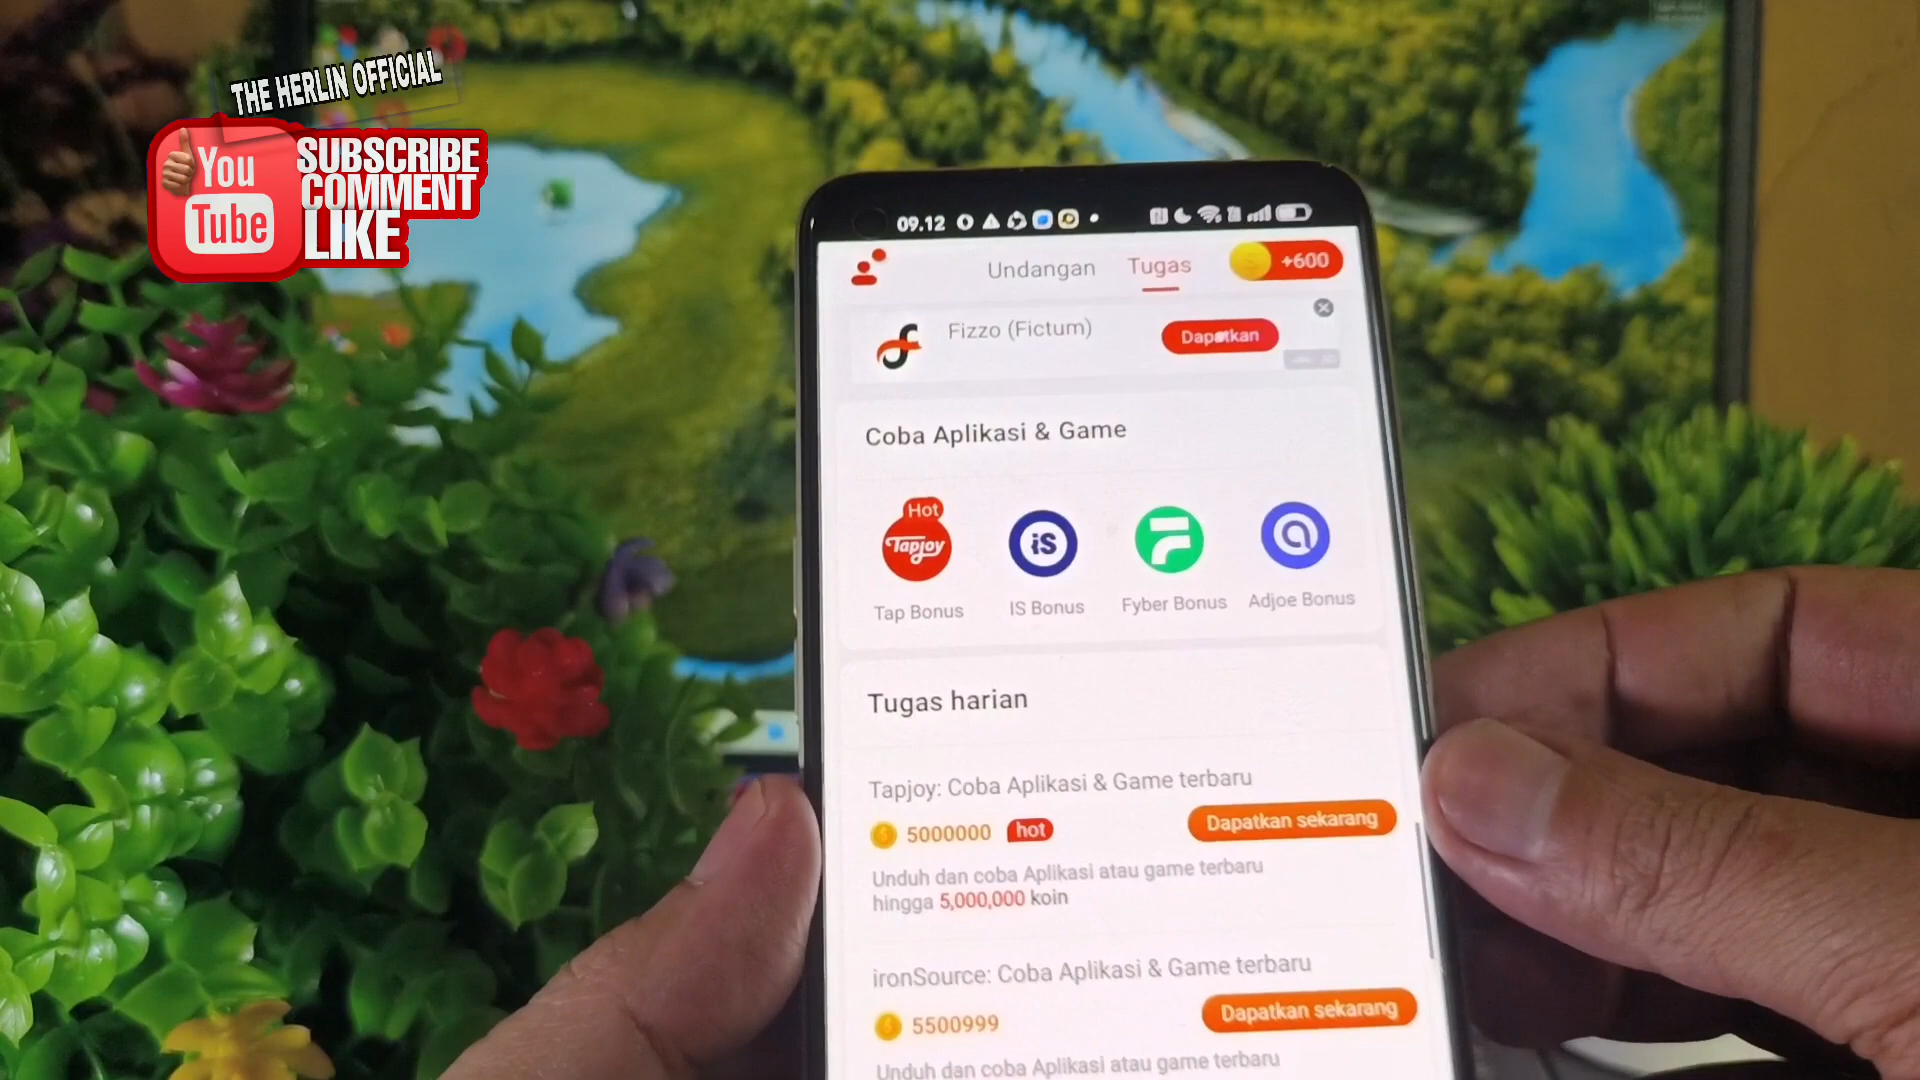 THE HERLIN OFFICIAL
You
Tube
SUBSCRIBE
COMMENT
LIKE
09.12
Undangan
Tugas
+600
Fizzo (Fictum)
Dapatkan
Coba Aplikasi & Game
Hot
Tapjoy
iS
Tap Bonus
IS Bonus
Fyber Bonus
Adjoe Bonus
Tugas harian
Tapjoy: Coba Aplikasi & Game terbaru
5000000
hot
Dapatkan sekarang
Unduh dan coba Aplikasi atau game terbaru
hingga 5,000,000 koin
ironSource: Coba Aplikasi & Game terbaru
5500999
Dapatkan sekarang
Unduh dan coba Aplikasi atau game terbaru